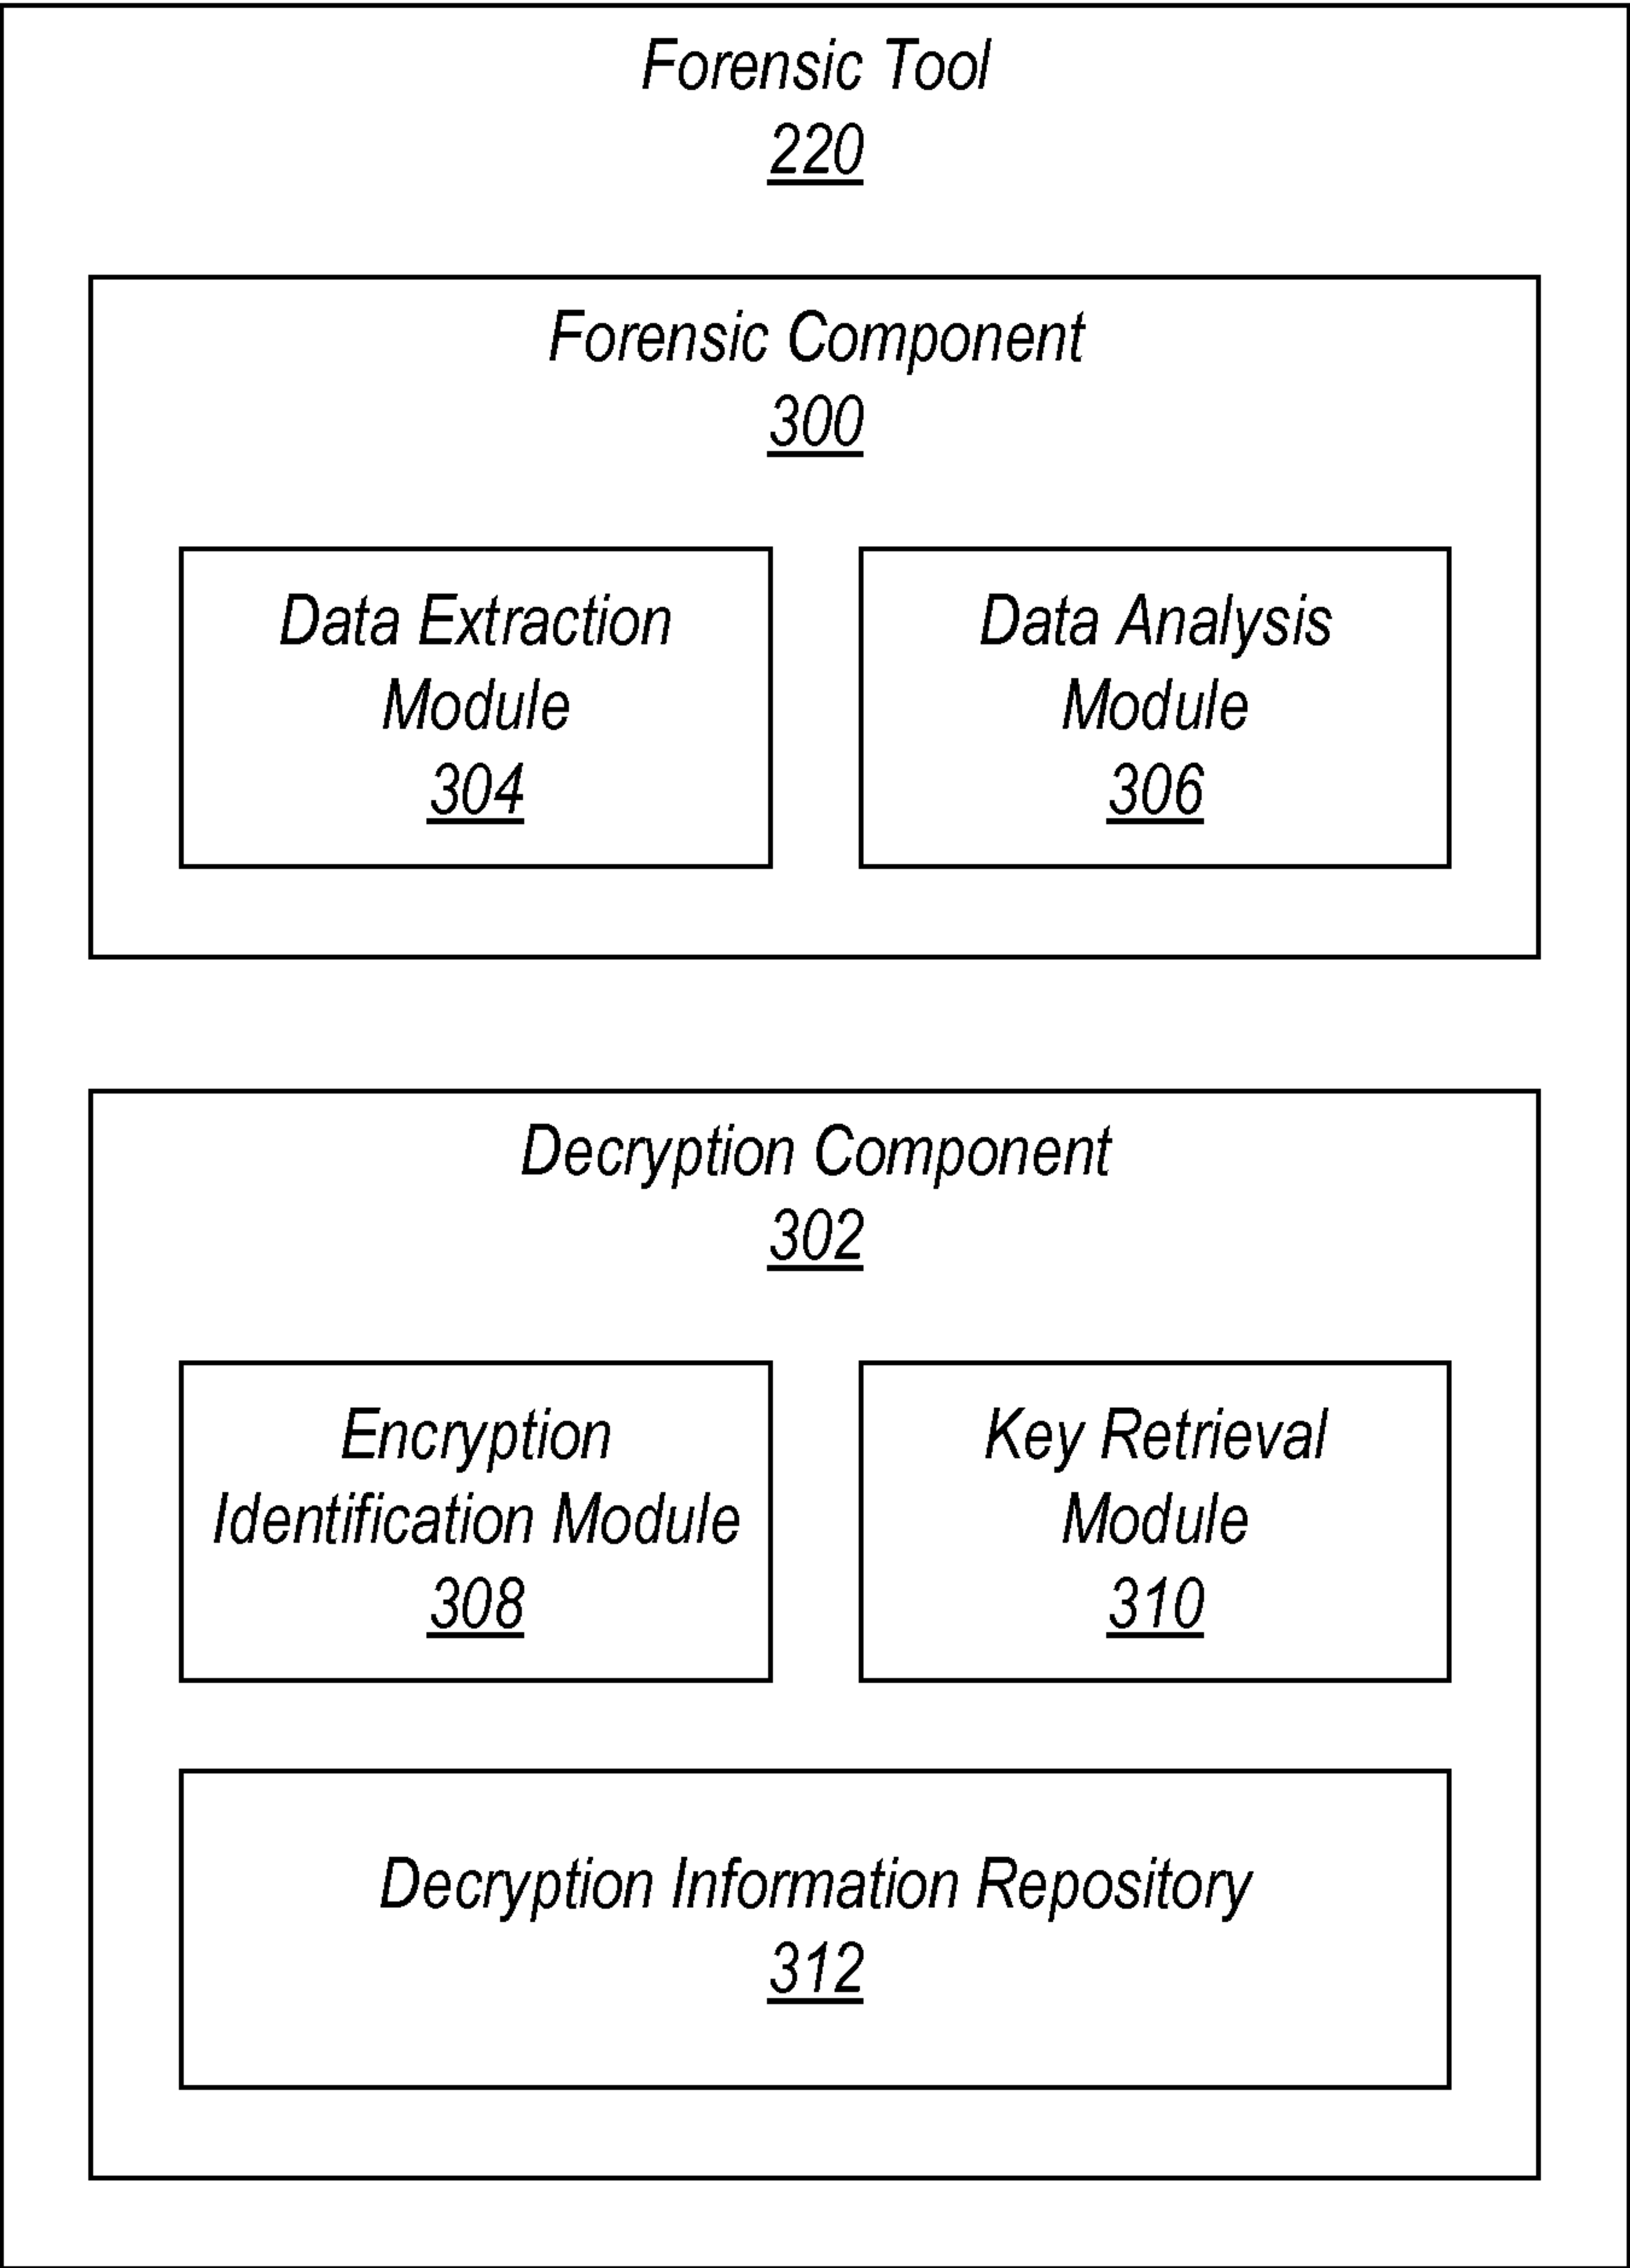 Forensic Tool
220
Forensic Component
300
Data Extraction
Module
304
Data Analysis
Module
306
Decryption Component
302
Encryption
Identification Module
308
Key Retrieval
Module
310
Decryption Information Repository
312